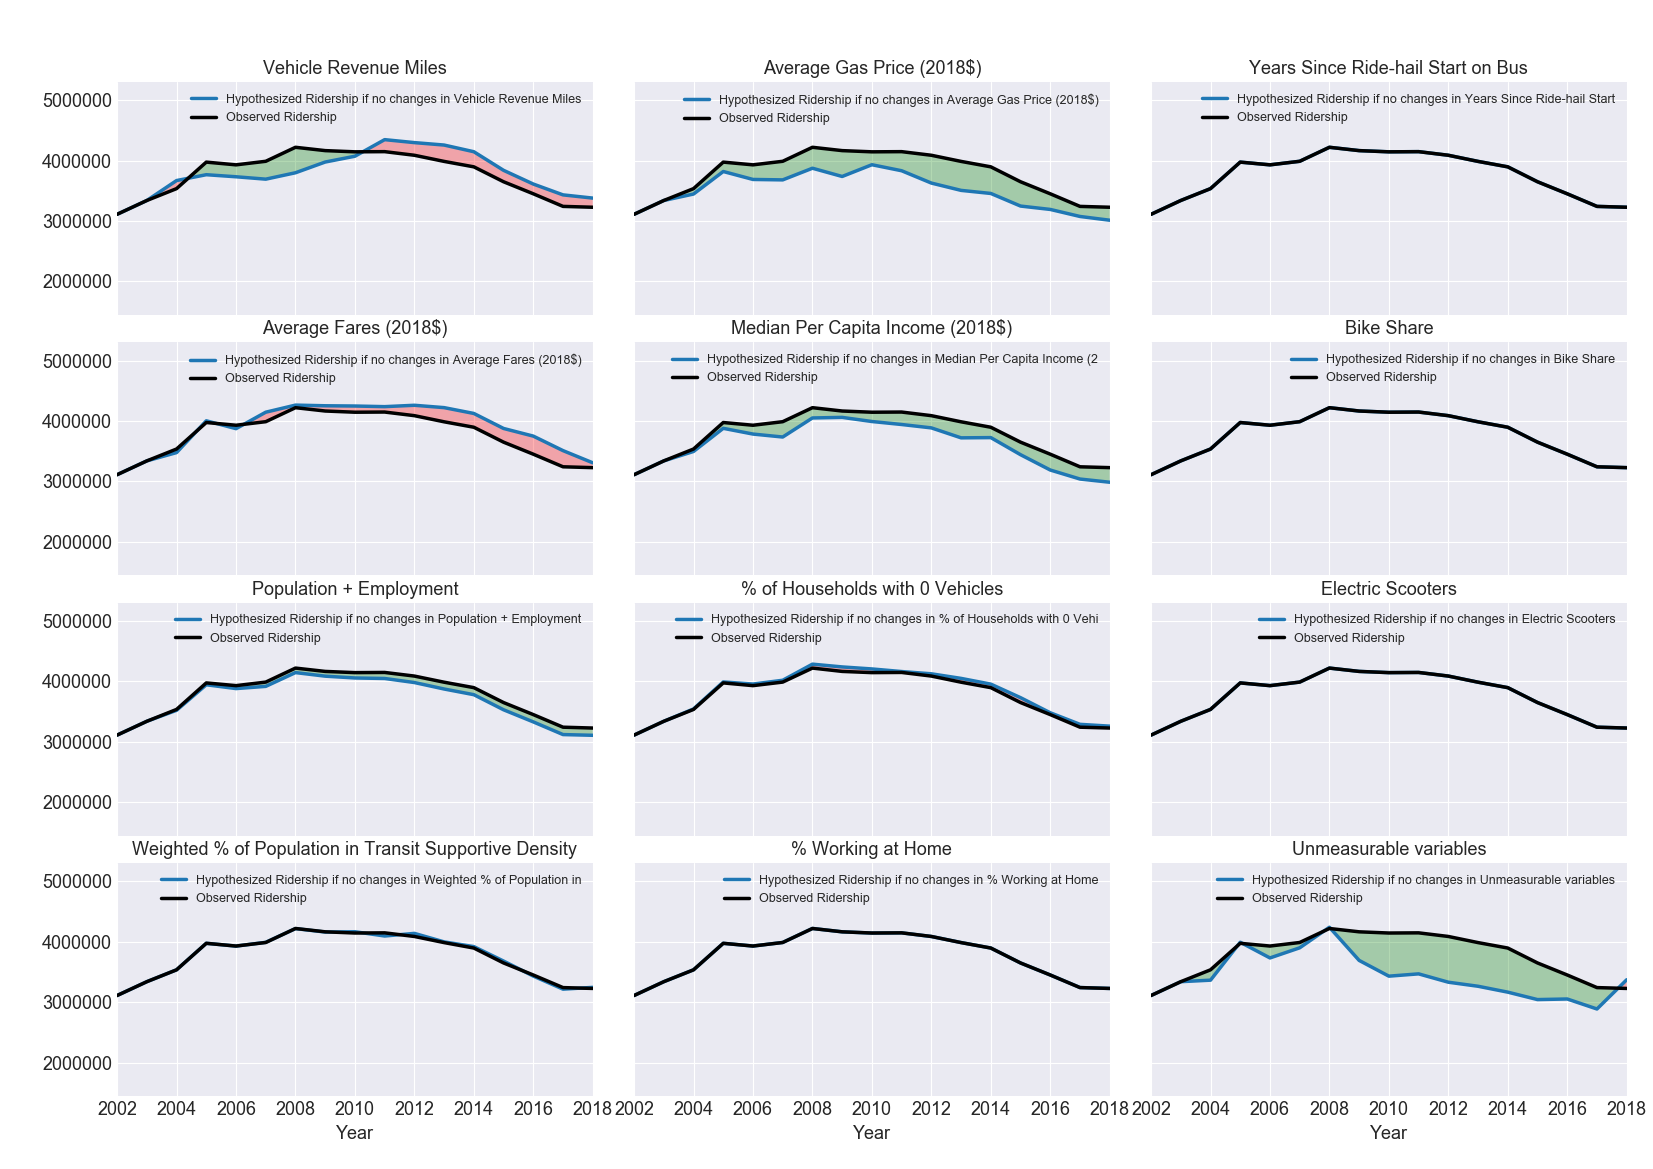 Vehicle Revenue Miles
Hypothesized Ridership if no changes in Vehicle Revenue Miles
Observed Ridership
5000000
4000000
3000000
2000000
Average Gas Price (2018$)
Hypothesized Ridership if no changes in Average Gas Price (2018$)
Observed Ridership
Years Since Ride-hail Start on Bus
Hypothesized Ridership if no changes in Years Since Ride-hail Start
Observed Ridership
Average Fares (2018$)
Hypothesized Ridership if no changes in Average Fares (2018$)
Observed Ridership
5000000
4000000
3000000
2000000
Median Per Capita Income (2018$)
Hypothesized Ridership if no changes in Median Per Capita Income (2
Observed Ridership
Bike Share
Hypothesized Ridership if no changes in Bike Share
Observed Ridership
Population + Employment
Hypothesized Ridership if no changes in Population + Employment
Observed Ridership
5000000
4000000
3000000
2000000
% of Households with 0 Vehicles
Hypothesized Ridership if no changes in % of Households with 0 Vehi
Observed Ridership
Electric Scooters
Hypothesized Ridership if no changes in Electric Scooters
Observed Ridership
Weighted % of Population in Transit Supportive Density
Hypothesized Ridership if no changes in Weighted % of Population in
Observed Ridership
5000000
4000000
3000000
2000000
2002 2004 2006 2008 2010 2012 2014 2016 2018
Year
% Working at Home
Hypothesized Ridership if no changes in % Working at Home
Observed Ridership
2002 2004 2006 2008 2010 2012 2014 2016 2018
Year
Unmeasurable variables
Hypothesized Ridership if no changes in Unmeasurable variables
Observed Ridership
2002 2004 2006 2008 2010 2012 2014 2016 2018
Year